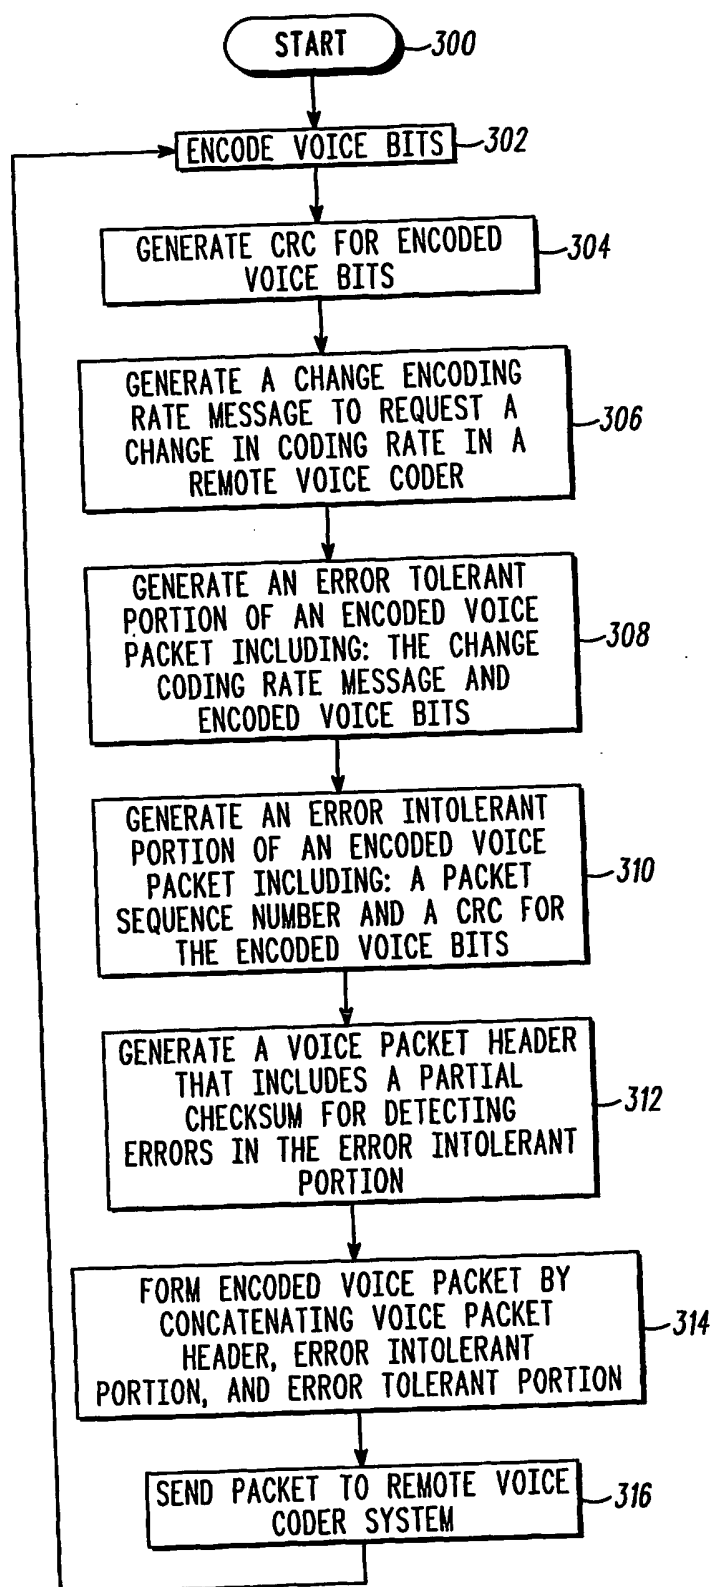 START
300
ENCODE VOICE BITS
302
GENERATE CRC FOR ENCODED
VOICE BITS
304
GENERATE A CHANGE ENCODING
RATE MESSAGE TO REQUEST A
CHANGE IN CODING RATE IN A
REMOTE VOICE CODER
306
GENERATE AN ERROR TOLERANT
PORTION OF AN ENCODED VOICE
PACKET INCLUDING: THE CHANGE
CODING RATE MESSAGE AND
ENCODED VOICE BITS
308
GENERATE AN ERROR INTOLERANT
PORTION OF AN ENCODED VOICE
PACKET INCLUDING: A PACKET
SEQUENCE NUMBER AND A CRC FOR
THE ENCODED VOICE BITS
310
GENERATE A VOICE PACKET HEADER
THAT INCLUDES A PARTIAL
CHECKSUM FOR DETECTING
ERRORS IN THE ERROR INTOLERANT
PORTION
312
FORM ENCODED VOICE PACKET BY
CONCATENATING VOICE PACKET
HEADER, ERROR INTOLERANT
PORTION, AND ERROR TOLERANT PORTION
314
SEND PACKET TO REMOTE VOICE
CODER SYSTEM
316